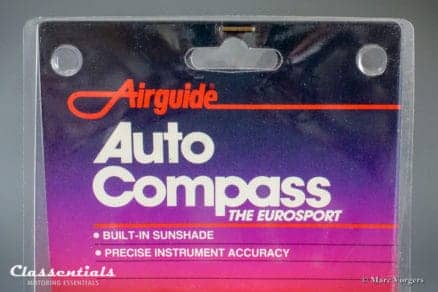 Airguide
Auto
Compass
THE EUROSPORT
• BUILT-IN SUNSHADE
• PRECISE INSTRUMENT ACCURACY
Classentials
MOTORING ESSENTIALS
© Marc Vorgers